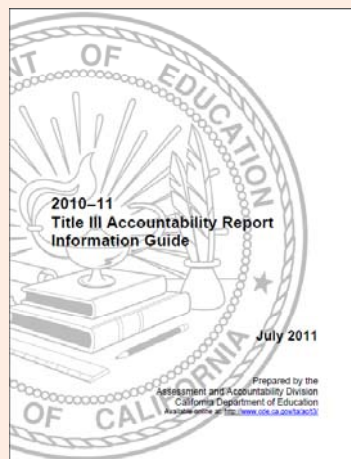 MENT OF EDUCATION
2010–11
Title III Accountability Report
Information Guide
July 2011
Prepared by the
Assessment and Accountability Division
California Department of Education
Available online at: http://www.cde.ca.gov/ta/ac/t3/
OF CALIFORNIA